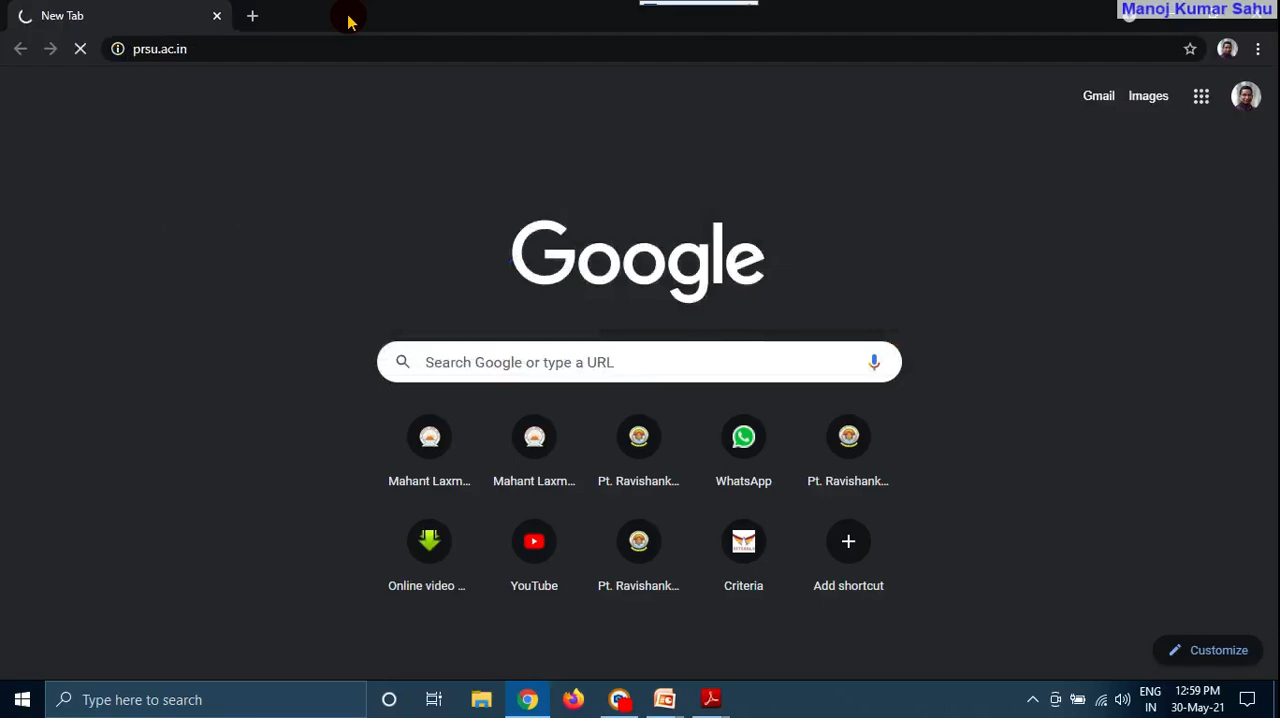 New Tab
Manoj Kumar Sahu
prsu.ac.in
Gmail
Images
Google
Search Google or type a URL
Mahant Laxm...
Mahant Laxm...
Pt. Ravishank...
WhatsApp
Pt. Ravishank...
Online video ...
YouTube
Pt. Ravishank...
Criteria
Add shortcut
Customize
Type here to search
ENG
IN
12:59 PM
30-May-21